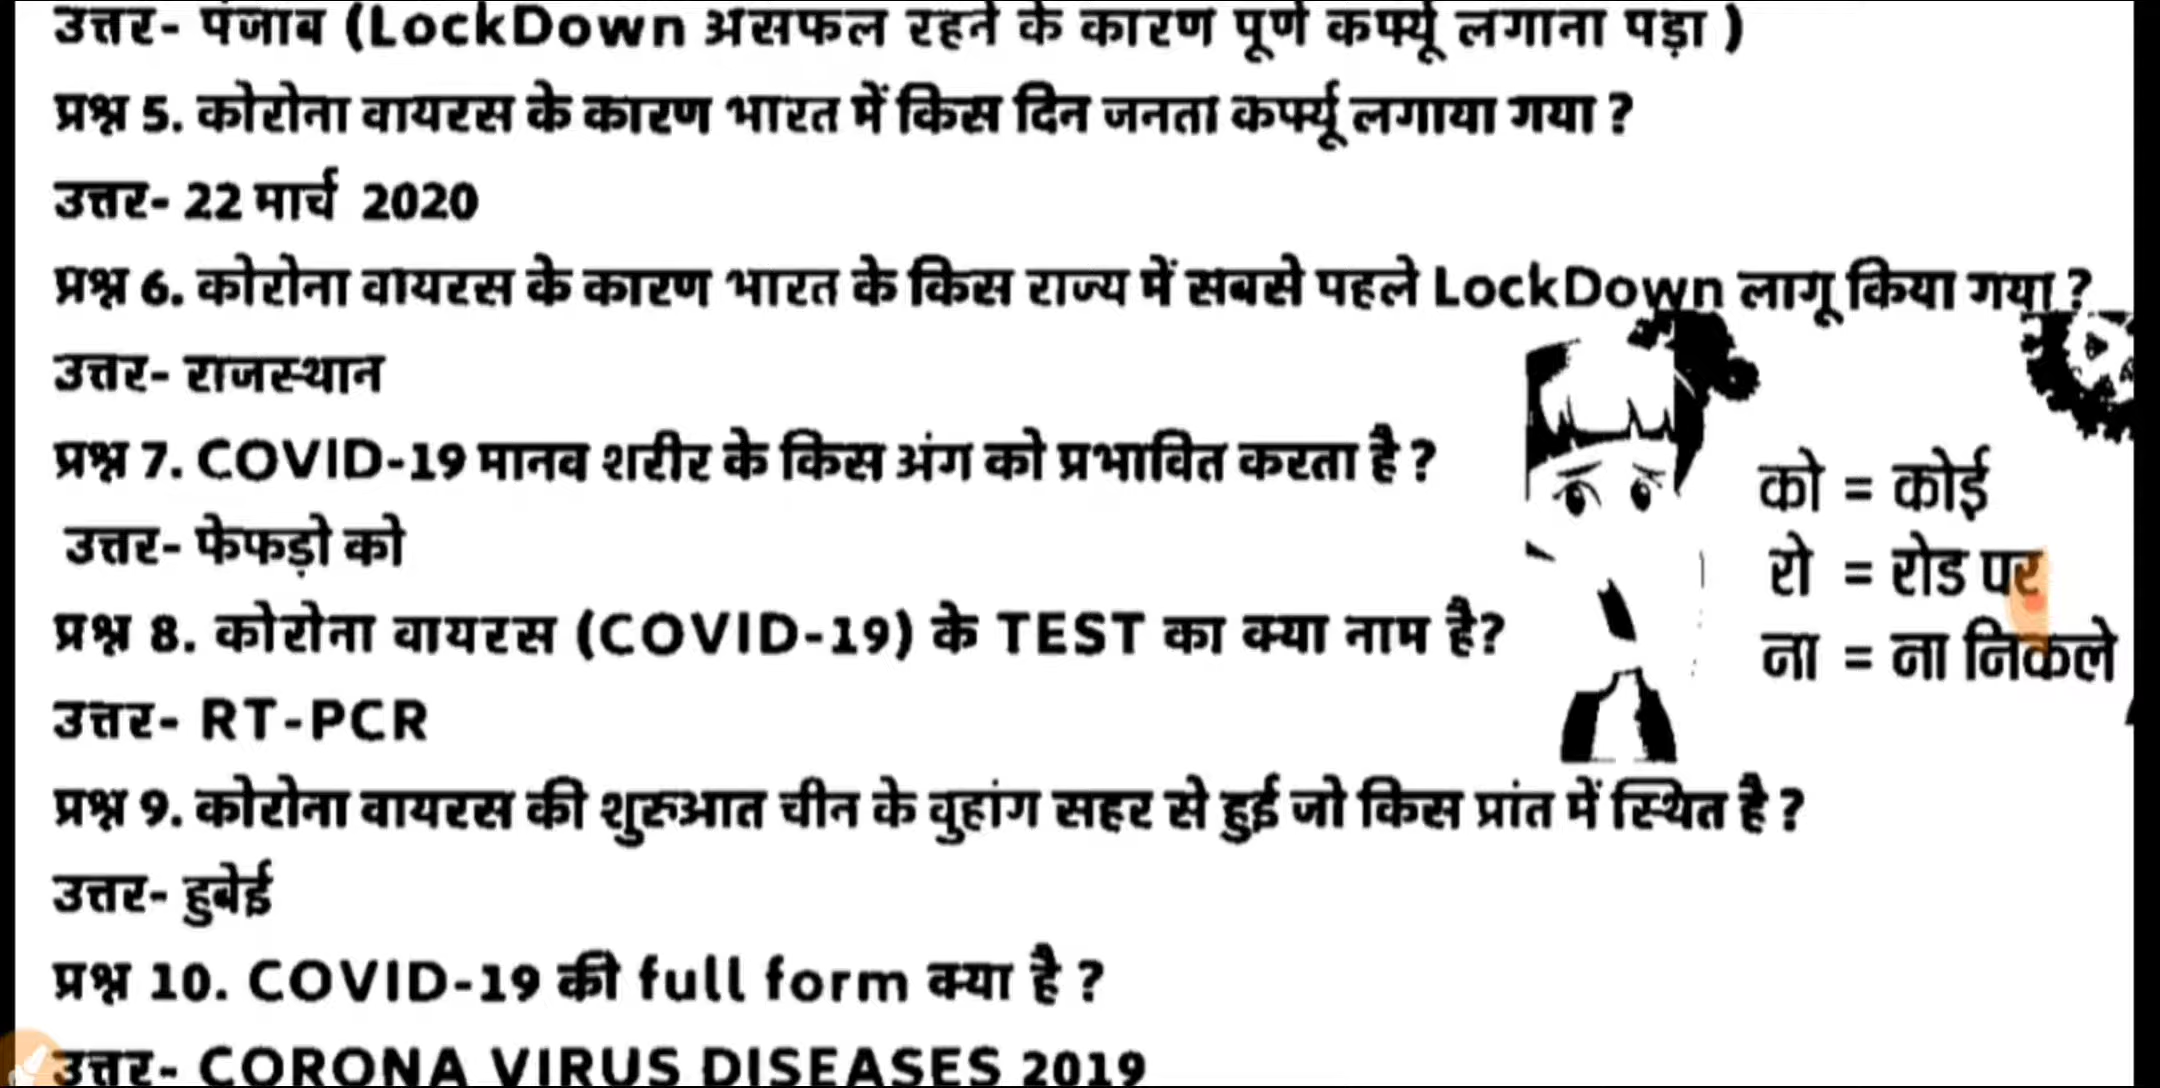 उत्तर- पंजाब (LockDown असफल रहने के कारण पूर्ण कर्फ्यू लगाना पड़ा )
प्रश्न 5. कोरोना वायरस के कारण भारत में किस दिन जनता कर्फ्यू लगाया गया ?
उत्तर- 22 मार्च 2020
प्रश्न 6. कोरोना वायरस के कारण भारत के किस राज्य में सबसे पहले LockDown लागू किया गया ?
उत्तर- राजस्थान
प्रश्न 7. COVID-19 मानव शरीर के किस अंग को प्रभावित करता है ?
उत्तर- फेफड़ो को
प्रश्न 8. कोरोना वायरस (COVID-19) के TEST का क्या नाम है?
उत्तर- RT-PCR
प्रश्न 9. कोरोना वायरस की शुरुआत चीन के वुहांग सहर से हुई जो किस प्रांत में स्थित है ?
उत्तर- हुबेई
प्रश्न 10. COVID-19 की full form क्या है ?
उत्तर- CORONA VIRUS DISEASES 2019
को = कोई
रो = रोड पर
ना = ना निकले